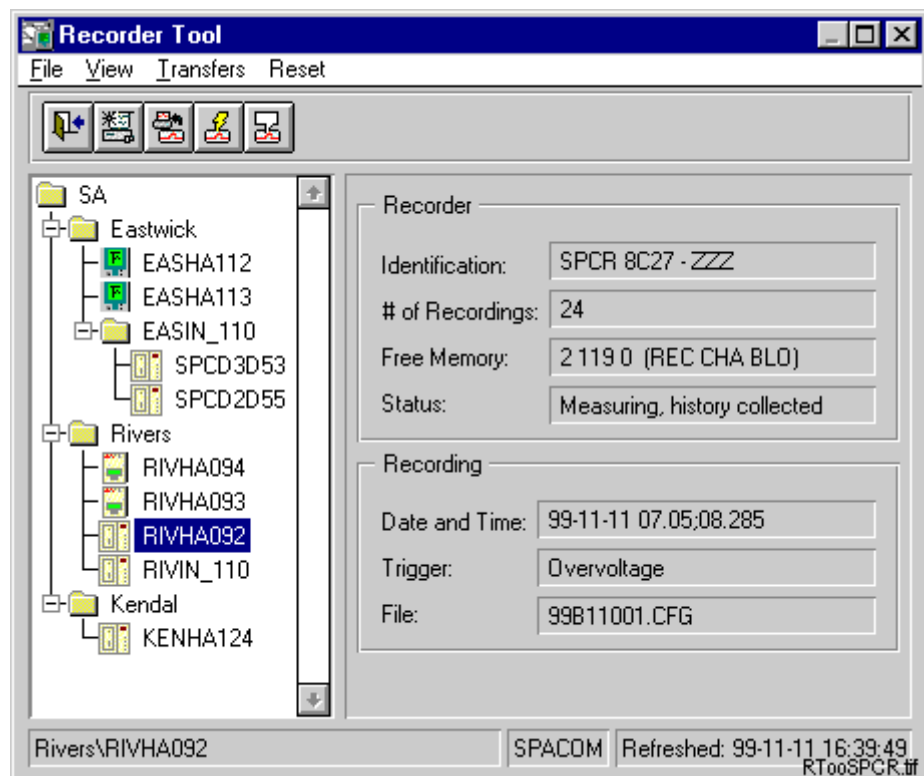 Recorder Tool
File View Transfers Reset
SA
Eastwick
EASHA112
EASHA113
EASIN_110
SPCD3D53
SPCD2D55
Rivers
RIVHA094
RIVHA093
RIVHA092
RIVIN_110
Kendal
KENHA124
Recorder
Identification: SPCR 8C27 - ZZZ
# of Recordings: 24
Free Memory: 2 119 0 (REC CHA BLO)
Status: Measuring, history collected
Recording
Date and Time: 99-11-11 07.05;08.285
Trigger: Overvoltage
File: 99B11001.CFG
Rivers\RIVHA092 SPACOM Refreshed: 99-11-11 16:39:49
RTooSPCR.tif